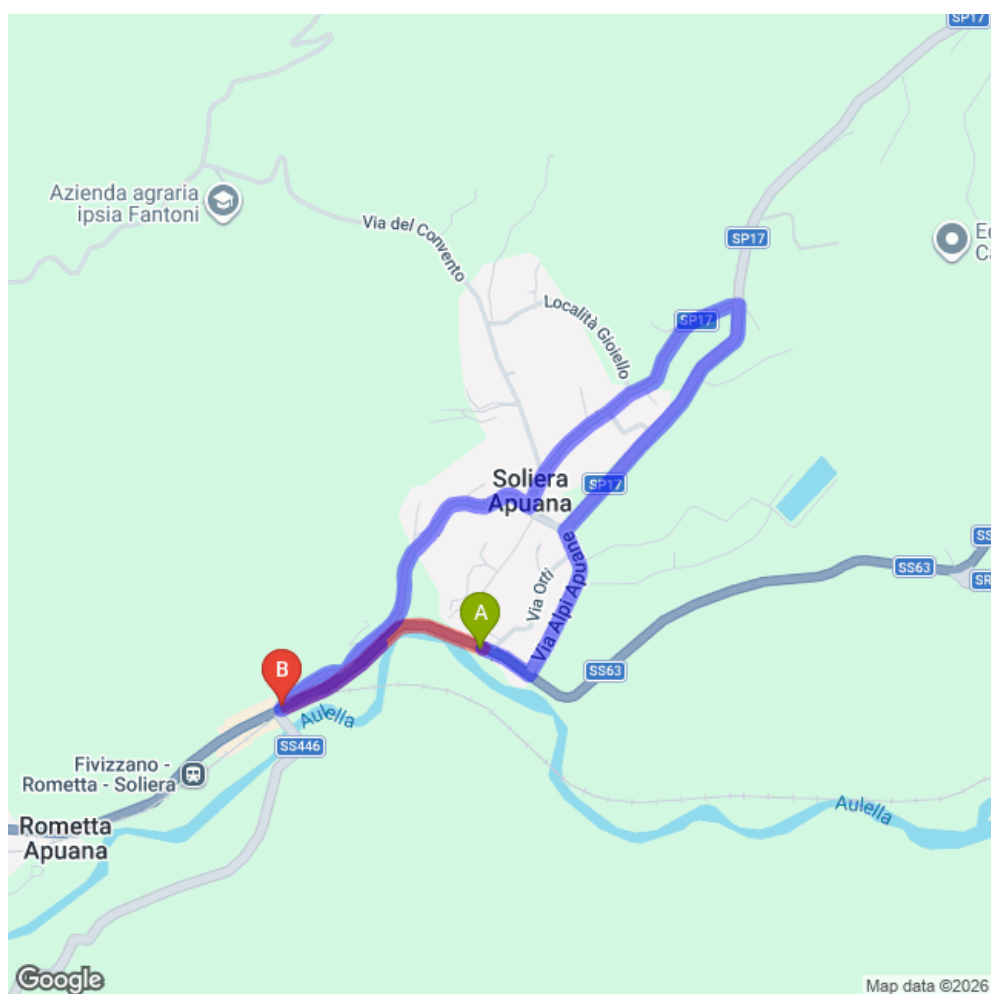 SP17
Azienda agraria
ipsia Fantoni
Via del Convento
SP17
Località Gioiello
SP17
Soliera
Apuana
SP17
Via Orti
Via Alpi Apuane
SS63
A
SS63
B
Aulella
SS446
Fivizzano -
Rometta - Soliera
Aulella
Rometta
Apuana
Google
Map data ©2026